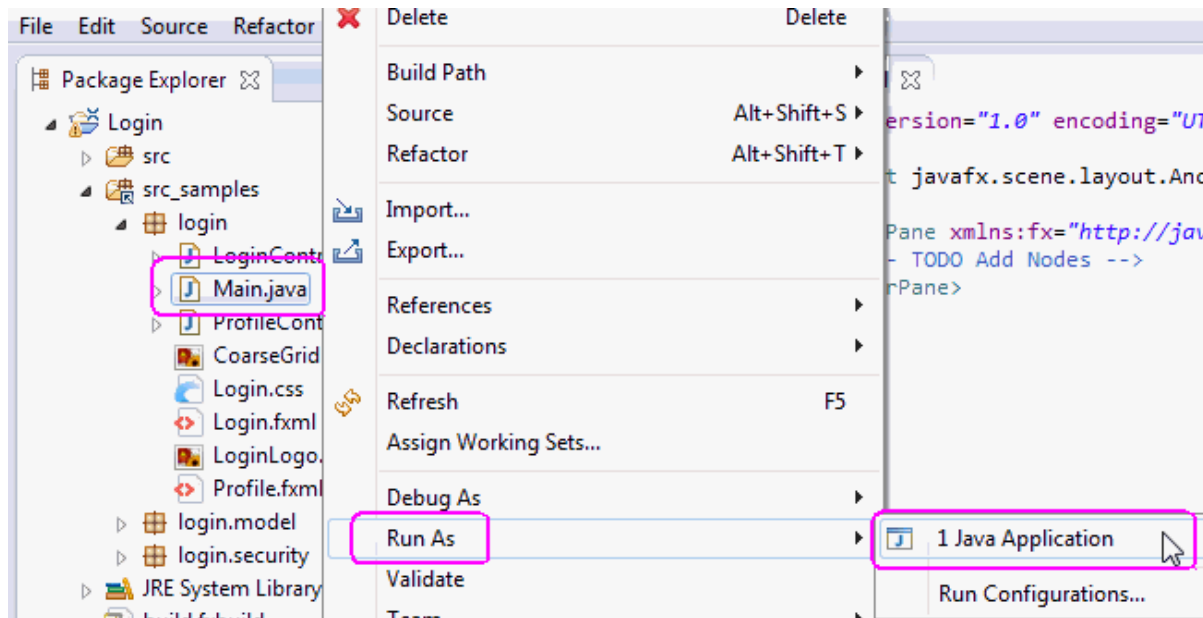 File Edit Source Refactor
Package Explorer
Login
src
src_samples
login
LoginContr
Main.java
ProfileCont
CoarseGrid
Login.css
Login.fxml
LoginLogo.
Profile.fxml
login.model
login.security
JRE System Library
Delete Delete
Build Path
Source Alt+Shift+S
Refactor Alt+Shift+T
Import...
Export...
References
Declarations
Refresh F5
Assign Working Sets...
Debug As
Run As
Validate
Team
1 Java Application
Run Configurations...
ersion="1.0" encoding="UT
t javafx.scene.layout.Anc
Pane xmlns:fx="http://jav
- TODO Add Nodes -->
rPane>